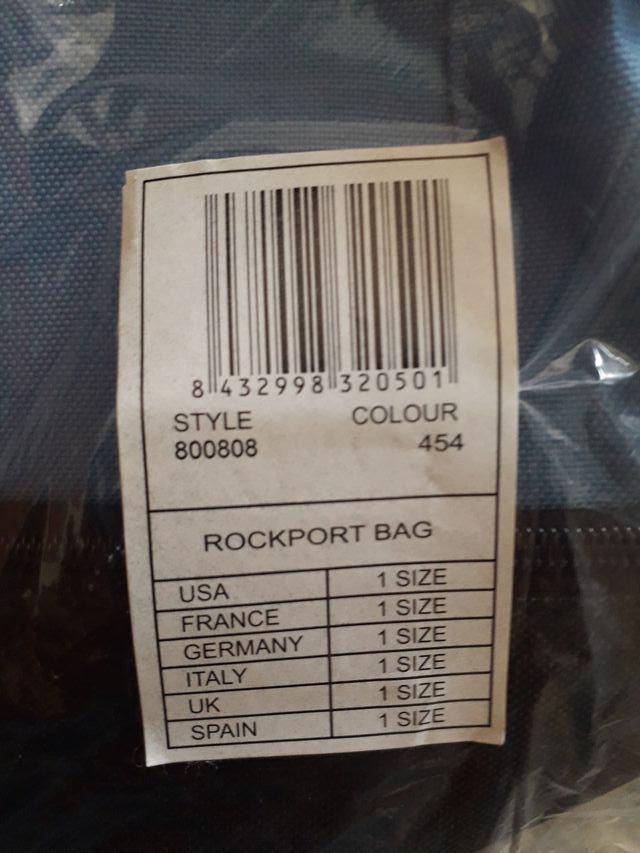 8 432998 320501
STYLE COLOUR
800808 454
ROCKPORT BAG
USA 1 SIZE
FRANCE 1 SIZE
GERMANY 1 SIZE
ITALY 1 SIZE
UK 1 SIZE
SPAIN 1 SIZE